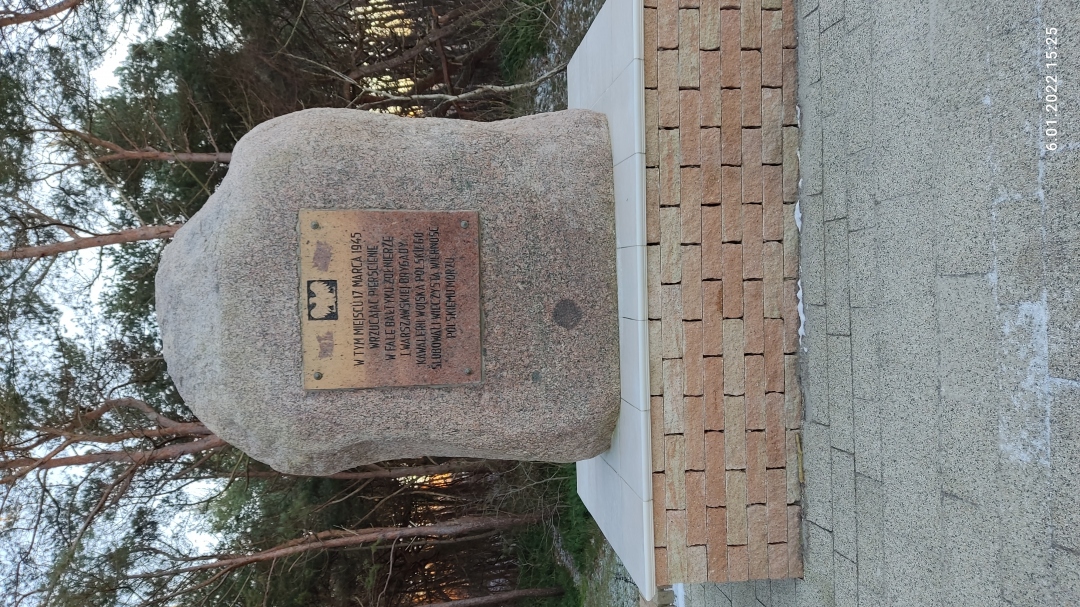 W TYM MIEJSCU 17 MARCA 1945
WRZUCAJĄC PIERŚCIENIE
W FALE BAŁTYKU ŻOŁNIERZE
1. WARSZAWSKIEJ BRYGADY
KAWALERII WOJSKA POLSKIEGO
ŚLUBOWALI WIECZYSTĄ WIERNOŚĆ
POLSKIEMU MORZU
6.01.2022 15:25